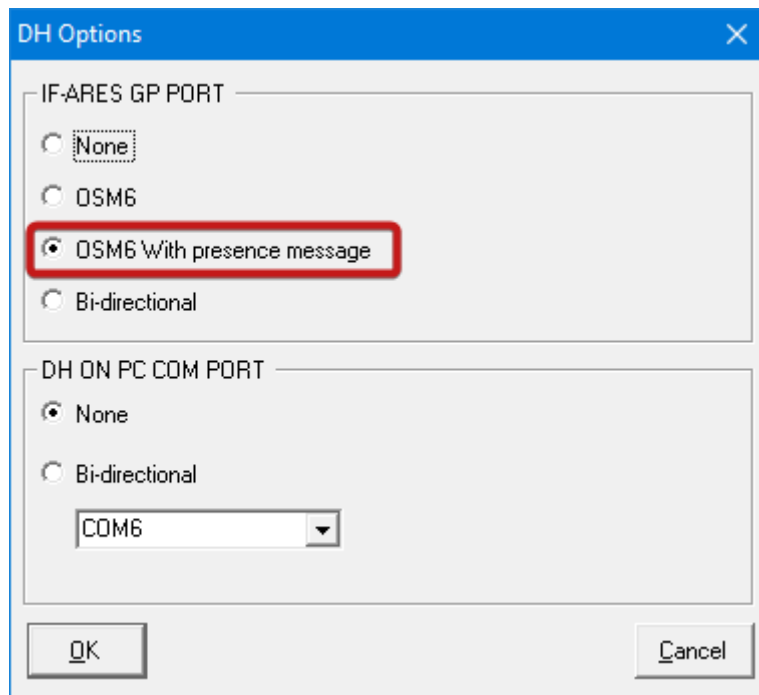 DH Options
IF-ARES GP PORT
None
OSM6
OSM6 With presence message
Bi-directional
DH ON PC COM PORT
None
Bi-directional
COM6
OK
Cancel